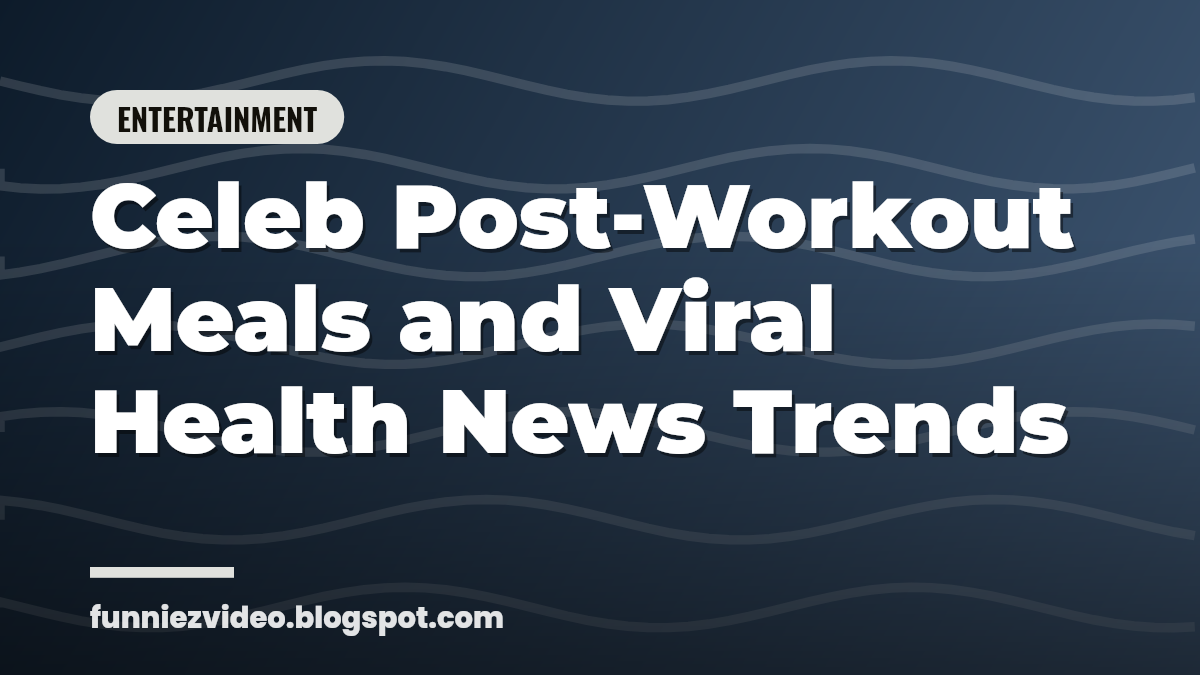 ENTERTAINMENT
Celeb Post-Workout
Meals and Viral
Health News Trends
funniezvideo.blogspot.com